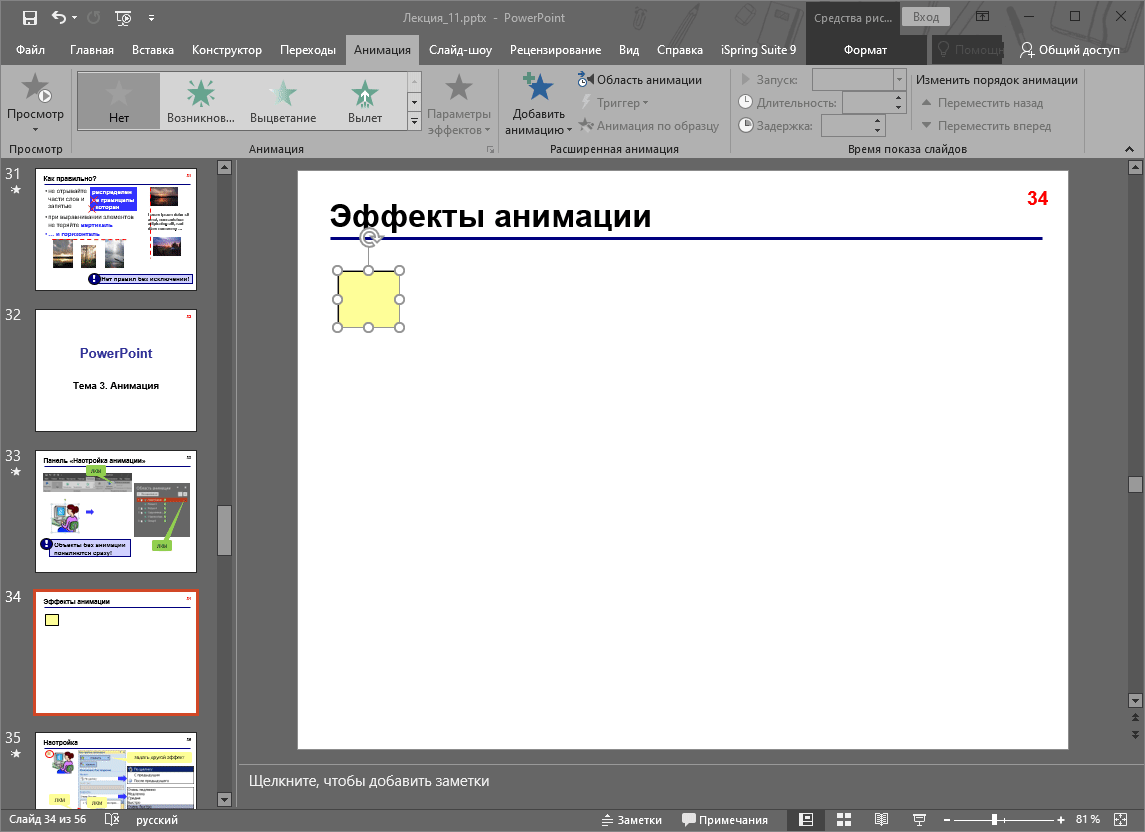 Лекция_11.pptx - PowerPoint
Средства рис...
Вход
Файл Главная Вставка Конструктор Переходы Анимация Слайд-шоу Рецензирование Вид Справка iSpring Suite 9 Формат Помощн Общий доступ
Просмотр
Нет
Возникнов...
Выцветание
Вылет
Параметры
эффектов
Добавить
анимацию
Область анимации
Триггер
Анимация по образцу
Запуск:
Длительность:
Задержка:
Изменить порядок анимации
Переместить назад
Переместить вперед
Просмотр
Анимация
Расширенная анимация
Время показа слайдов
31
Как правильно?
• не отрывайте
части слов и
запятые
распределен
ие границапы
которая
• при выравнивании элементов
не теряйте вертикаль
• ... и горизонталь
! Нет правил без исключений!
32
PowerPoint
Тема 3. Анимация
33
Панель «Настройка анимации»
ЛКМ
! Объекты без анимации
появляются сразу!
ЛКМ
34
Эффекты анимации
35
Настройка
задать другой эффект
ЛКМ
ЛКМ
34
Эффекты анимации
Щелкните, чтобы добавить заметки
Слайд 34 из 56 русский Заметки Примечания 81 %